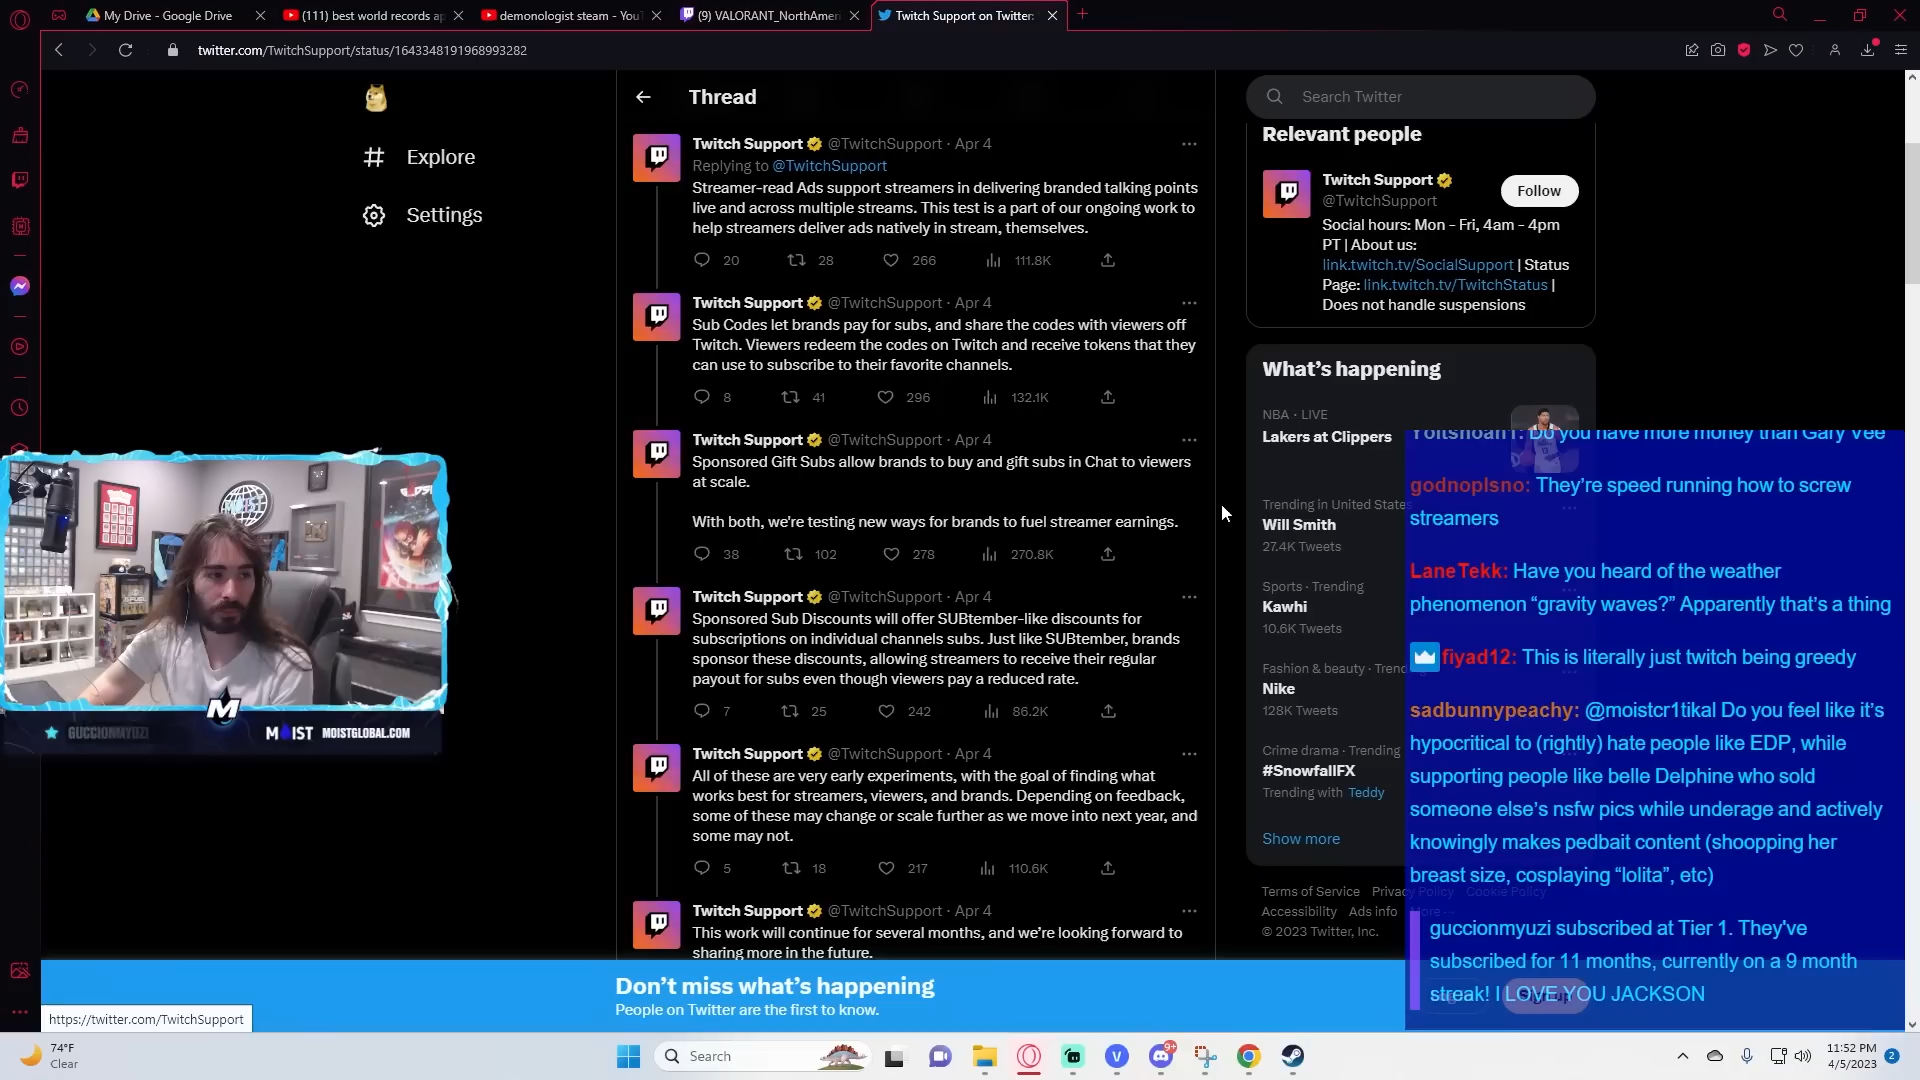 My Drive - Google Drive
(111) best world records ap
demonologist steam - YouT
(9) VALORANT_NorthAmeri
Twitch Support on Twitter:
twitter.com/TwitchSupport/status/1643348191968993282
Explore
Settings
Thread
Twitch Support @TwitchSupport · Apr 4
Replying to @TwitchSupport
Streamer-read Ads support streamers in delivering branded talking points
live and across multiple streams. This test is a part of our ongoing work to
help streamers deliver ads natively in stream, themselves.
20 28 266 111.8K
Twitch Support @TwitchSupport · Apr 4
Sub Codes let brands pay for subs, and share the codes with viewers off
Twitch. Viewers redeem the codes on Twitch and receive tokens that they
can use to subscribe to their favorite channels.
8 41 296 132.1K
Twitch Support @TwitchSupport · Apr 4
Sponsored Gift Subs allow brands to buy and gift subs in Chat to viewers
at scale.
With both, we're testing new ways for brands to fuel streamer earnings.
38 102 278 270.8K
Twitch Support @TwitchSupport · Apr 4
Sponsored Sub Discounts will offer SUBtember-like discounts for
subscriptions on individual channels subs. Just like SUBtember, brands
sponsor these discounts, allowing streamers to receive their regular
payout for subs even though viewers pay a reduced rate.
7 25 242 86.2K
Twitch Support @TwitchSupport · Apr 4
All of these are very early experiments, with the goal of finding what
works best for streamers, viewers, and brands. Depending on feedback,
some of these may change or scale further as we move into next year, and
some may not.
5 18 217 110.6K
Twitch Support @TwitchSupport · Apr 4
This work will continue for several months, and we're looking forward to
sharing more in the future.
Search Twitter
Relevant people
Twitch Support
@TwitchSupport
Follow
Social hours: Mon - Fri, 4am - 4pm
PT | About us:
link.twitch.tv/SocialSupport | Status
Page: link.twitch.tv/TwitchStatus |
Does not handle suspensions
What's happening
NBA · LIVE
Lakers at Clippers
Trending in United States
Will Smith
27.4K Tweets
Sports · Trending
Kawhi
10.6K Tweets
Fashion & beauty · Trend
Nike
128K Tweets
Crime drama · Trending
#SnowfallFX
Trending with Teddy
Show more
Terms of Service Privacy Policy Cookie Policy
Accessibility Ads info More
© 2023 Twitter, Inc.
Do you have more money than Gary Vee
godnoplsno: They're speed running how to screw
streamers
LaneTekk: Have you heard of the weather
phenomenon “gravity waves?” Apparently that's a thing
fiyad12: This is literally just twitch being greedy
sadbunnypeachy: @moistcr1tikal Do you feel like it's
hypocritical to (rightly) hate people like EDP, while
supporting people like belle Delphine who sold
someone else's nsfw pics while underage and actively
knowingly makes pedbait content (shoopping her
breast size, cosplaying “lolita”, etc)
guccionmyuzi subscribed at Tier 1. They've
subscribed for 11 months, currently on a 9 month
streak! I LOVE YOU JACKSON
MOIST
GUCCIONMYUZI
M
MOIST MOISTGLOBAL.COM
Don't miss what's happening
People on Twitter are the first to know.
Sign up
https://twitter.com/TwitchSupport
74°F
Clear
Search
9+
11:52 PM
4/5/2023
2